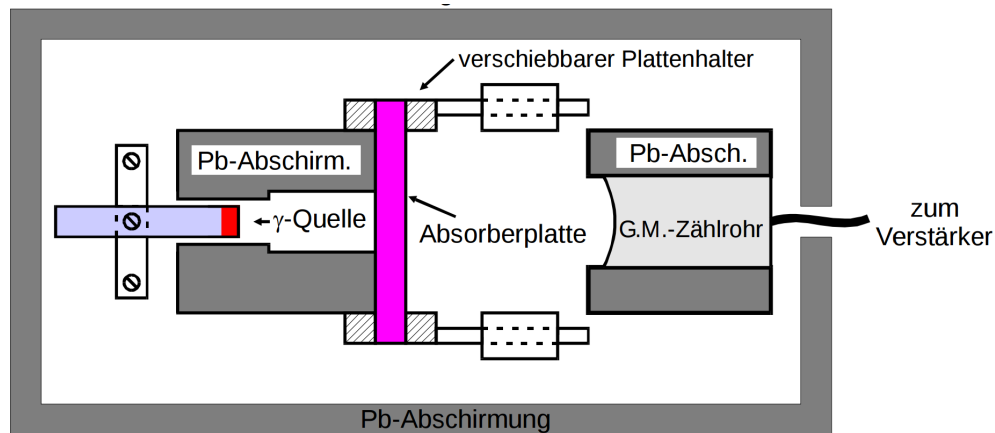 verschiebbarer Plattenhalter
Pb-Abschirm.
Pb-Absch.
γ-Quelle
Absorberplatte
G.M.-Zählrohr
zum
Verstärker
Pb-Abschirmung